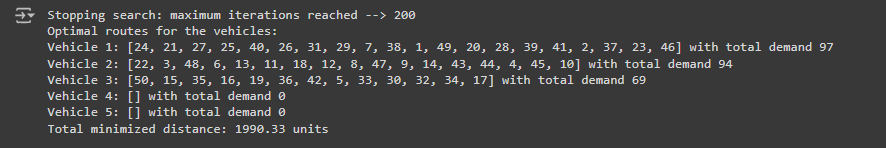 Stopping search: maximum iterations reached --> 200
Optimal routes for the vehicles:
Vehicle 1: [24, 21, 27, 25, 40, 26, 31, 29, 7, 38, 1, 49, 20, 28, 39, 41, 2, 37, 23, 46] with total demand 97
Vehicle 2: [22, 3, 48, 6, 13, 11, 18, 12, 8, 47, 9, 14, 43, 44, 4, 45, 10] with total demand 94
Vehicle 3: [50, 15, 35, 16, 19, 36, 42, 5, 33, 30, 32, 34, 17] with total demand 69
Vehicle 4: [] with total demand 0
Vehicle 5: [] with total demand 0
Total minimized distance: 1990.33 units